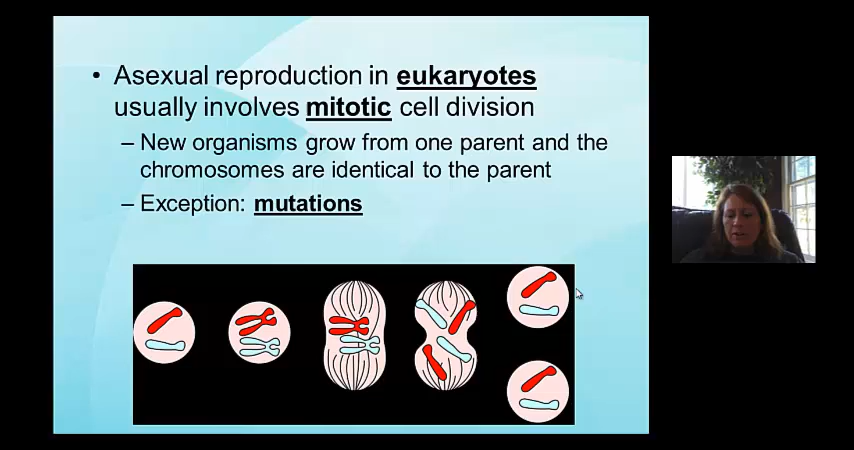 • Asexual reproduction in eukaryotes
usually involves mitotic cell division
– New organisms grow from one parent and the
chromosomes are identical to the parent
– Exception: mutations